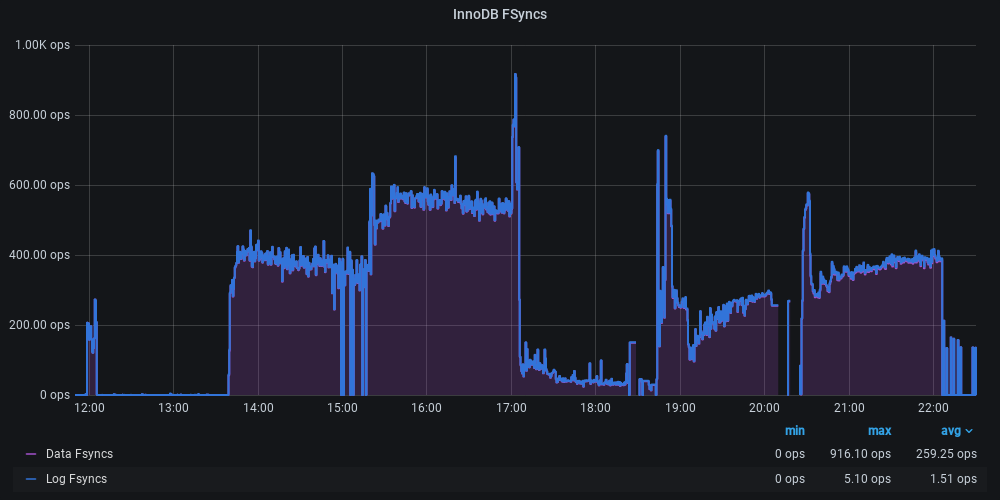 InnoDB FSyncs
1.00K ops
800.00 ops
600.00 ops
400.00 ops
200.00 ops
0 ops
12:00 13:00 14:00 15:00 16:00 17:00 18:00 19:00 20:00 21:00 22:00
min max avg
Data Fsyncs 0 ops 916.10 ops 259.25 ops
Log Fsyncs 0 ops 5.10 ops 1.51 ops